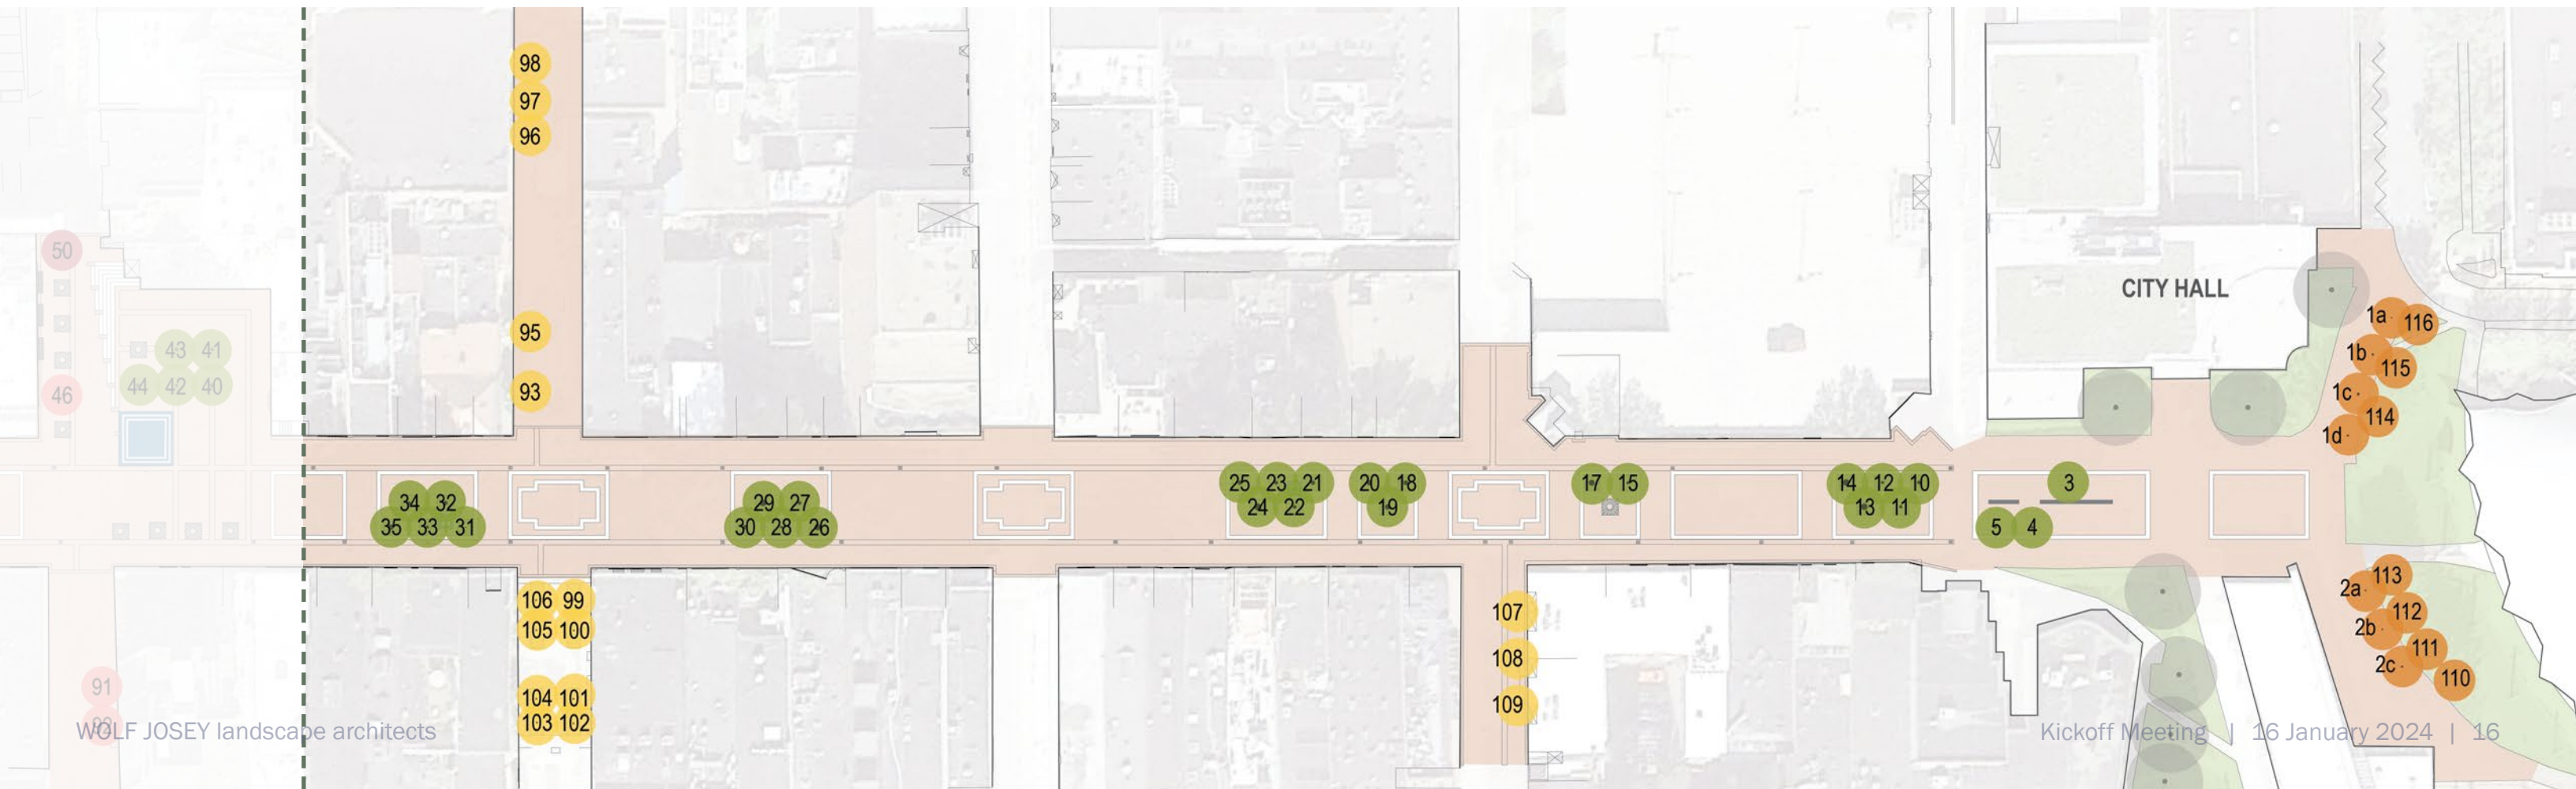 98
97
96
50
CITY HALL
1a 116
95
43 41
1b 115
44 42 40
93
46
1c 114
1d
25 23 21 20 18 17 15 14 12 10 3
34 32 29 27
24 22 19 13 11
35 33 31 30 28 26 5 4
113
2a
106 99 107 112
105 100 2b
108 111
2c
110
91 104 101 109
92 103 102
WOLF JOSEY landscape architects
Kickoff Meeting | 16 January 2024 | 16